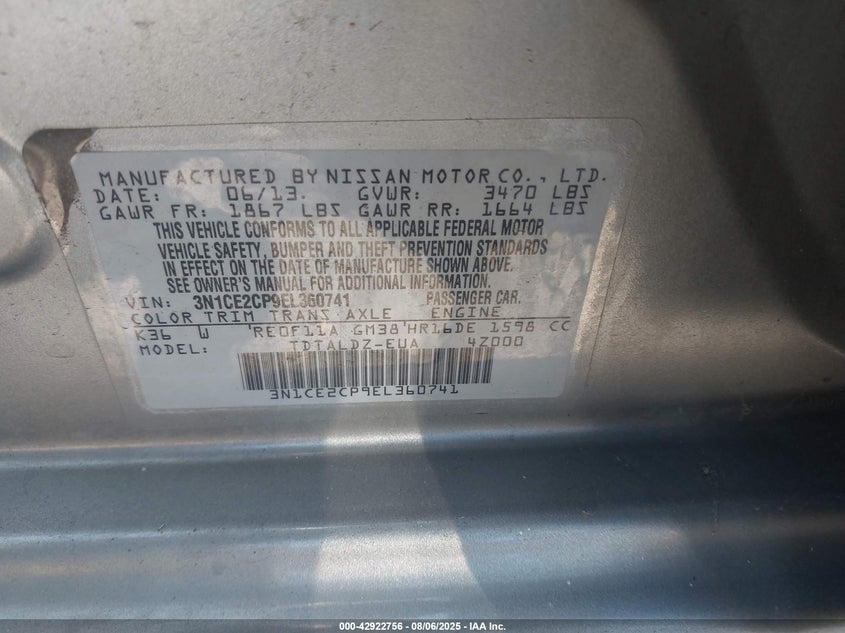 MANUFACTURED BY NISSAN MOTOR CO., LTD.
DATE: 06/13. GVWR: 3470 LBS
GAWR FR: 1867 LBS GAWR RR: 1664 LBS
THIS VEHICLE CONFORMS TO ALL APPLICABLE FEDERAL MOTOR
VEHICLE SAFETY, BUMPER AND THEFT PREVENTION STANDARDS
IN EFFECT ON THE DATE OF MANUFACTURE SHOWN ABOVE.
SEE OWNER'S MANUAL FOR ADDITIONAL INFORMATION.
VIN: 3N1CE2CP9EL360741 PASSENGER CAR.
COLOR TRIM TRANS AXLE ENGINE
K36 W 'RE0F11A GM38'HR16DE 1598 CC
MODEL: TDTALDZ-EUA 4Z000
3N1CE2CP9EL360741
000-42922756 - 08/06/2025 - IAA Inc.